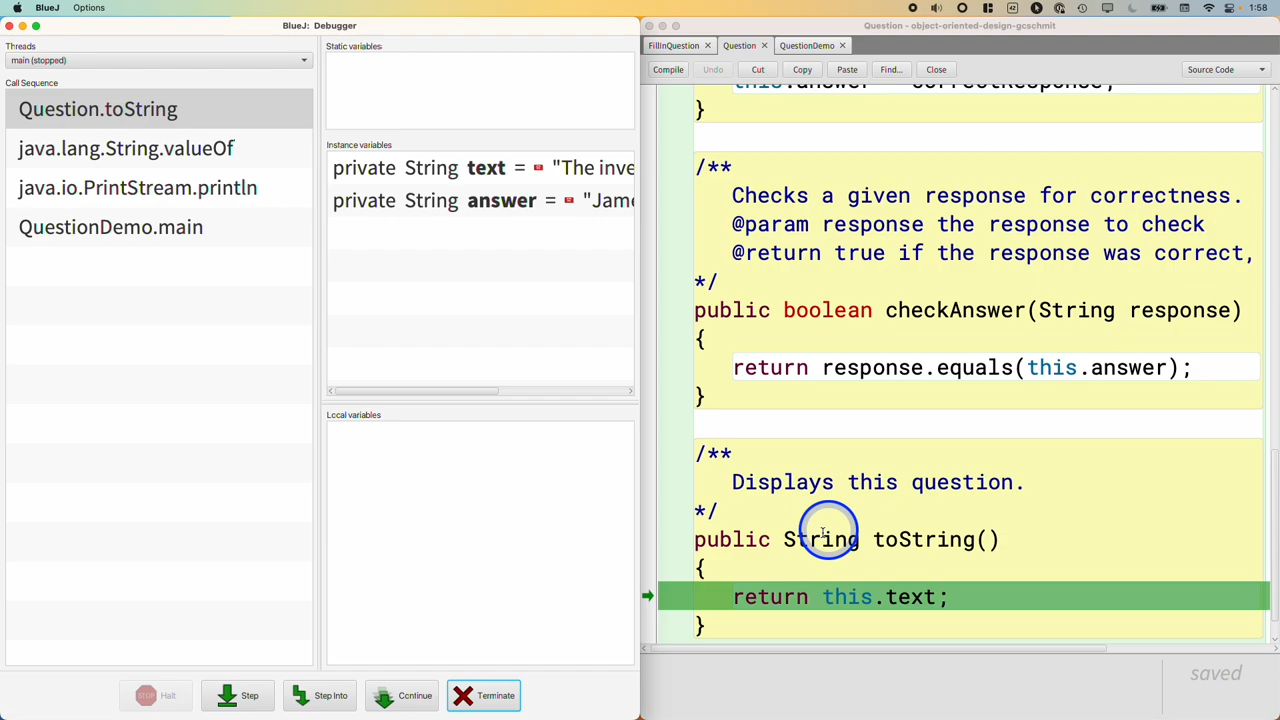 BlueJ Options
42
1:58
BlueJ: Debugger
Threads
main (stopped)
Call Sequence
Question.toString
java.lang.String.valueOf
java.io.PrintStream.println
QuestionDemo.main
Static variables
Instance variables
private String text = "The inve
private String answer = "Jame
Local variables
STOP Halt
Step
Step Into
Continue
Terminate
Question - object-oriented-design-gcschmit
FillInQuestion × Question × QuestionDemo ×
Compile Undo Cut Copy Paste Find... Close Source Code
this.answer = correctResponse;
}
/**
Checks a given response for correctness.
@param response the response to check
@return true if the response was correct,
*/
public boolean checkAnswer(String response)
{
return response.equals(this.answer);
}
/**
Displays this question.
*/
public String toString()
{
return this.text;
}
saved